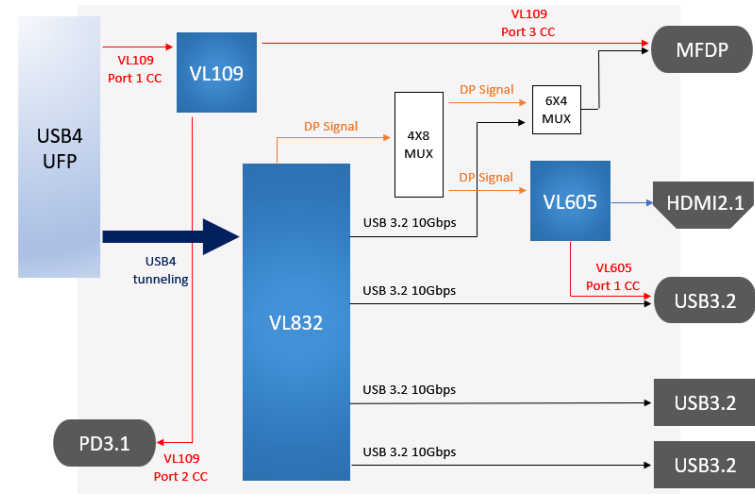 VL109
Port 3 CC
VL109
Port 1 CC
VL109
MFDP
DP Signal
6X4
MUX
DP Signal
4X8
MUX
USB4
UFP
DP Signal
VL605
HDMI2.1
USB 3.2 10Gbps
USB4
tunneling
VL605
Port 1 CC
USB 3.2 10Gbps
USB3.2
VL832
USB 3.2 10Gbps
USB3.2
PD3.1
VL109
Port 2 CC
USB 3.2 10Gbps
USB3.2